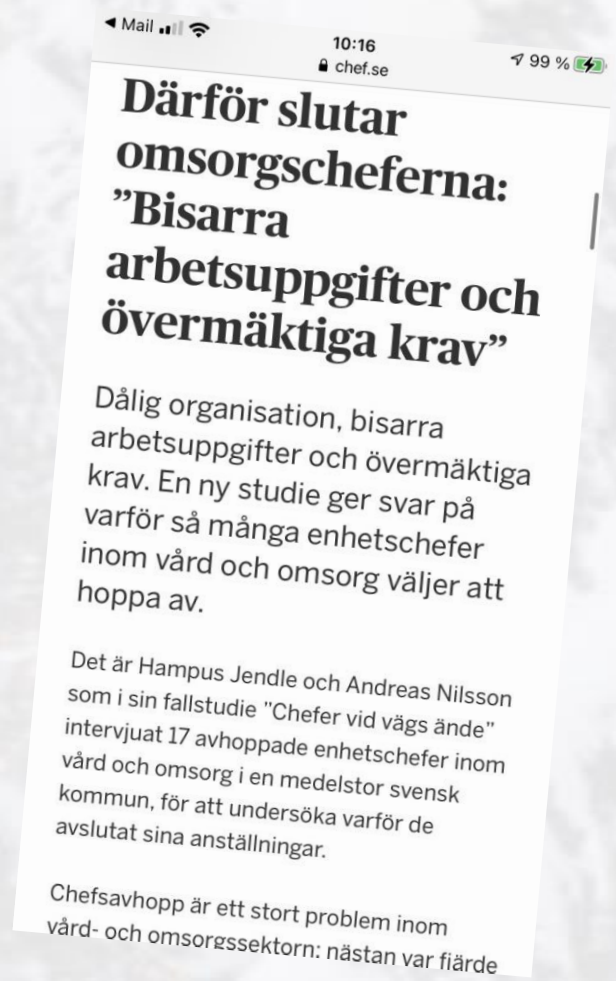 ◀ Mail
10:16
99 %
chef.se
Därför slutar
omsorgscheferna:
”Bisarra
arbetsuppgifter och
övermäktiga krav”
Dålig organisation, bisarra
arbetsuppgifter och övermäktiga
krav. En ny studie ger svar på
varför så många enhetschefer
inom vård och omsorg väljer att
hoppa av.
Det är Hampus Jendle och Andreas Nilsson
som i sin fallstudie ”Chefer vid vägs ände”
intervjuat 17 avhoppade enhetschefer inom
vård och omsorg i en medelstor svensk
kommun, för att undersöka varför de
avslutat sina anställningar.
Chefsavhopp är ett stort problem inom
vård- och omsorgssektorn: nästan var fjärde